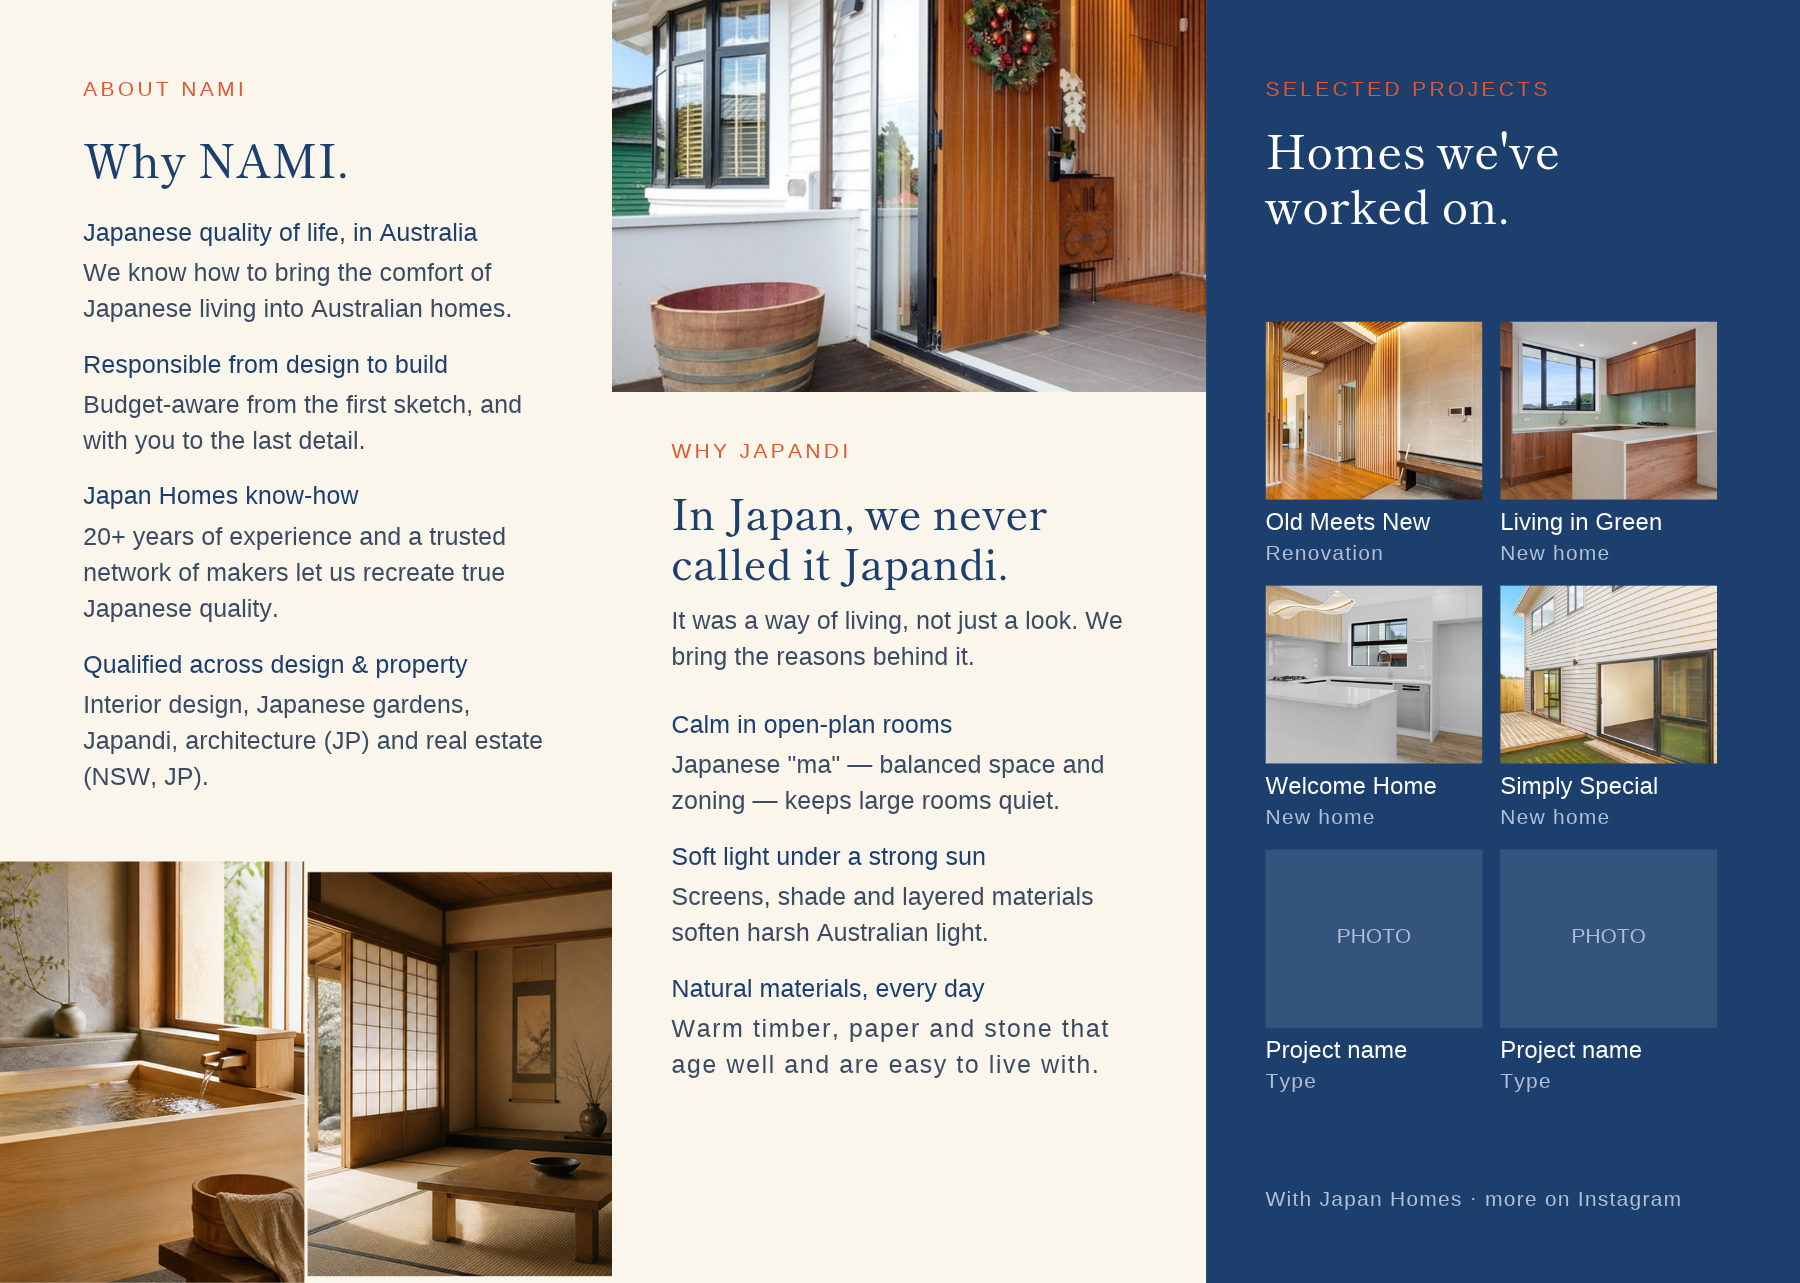 ABOUT NAMI
Why NAMI.
Japanese quality of life, in Australia
We know how to bring the comfort of
Japanese living into Australian homes.
Responsible from design to build
Budget-aware from the first sketch, and
with you to the last detail.
Japan Homes know-how
20+ years of experience and a trusted
network of makers let us recreate true
Japanese quality.
Qualified across design & property
Interior design, Japanese gardens,
Japandi, architecture (JP) and real estate
(NSW, JP).
WHY JAPANDI
In Japan, we never
called it Japandi.
It was a way of living, not just a look. We
bring the reasons behind it.
Calm in open-plan rooms
Japanese "ma" — balanced space and
zoning — keeps large rooms quiet.
Soft light under a strong sun
Screens, shade and layered materials
soften harsh Australian light.
Natural materials, every day
Warm timber, paper and stone that
age well and are easy to live with.
SELECTED PROJECTS
Homes we've
worked on.
Old Meets New
Renovation
Living in Green
New home
Welcome Home
New home
Simply Special
New home
PHOTO
Project name
Type
PHOTO
Project name
Type
With Japan Homes · more on Instagram